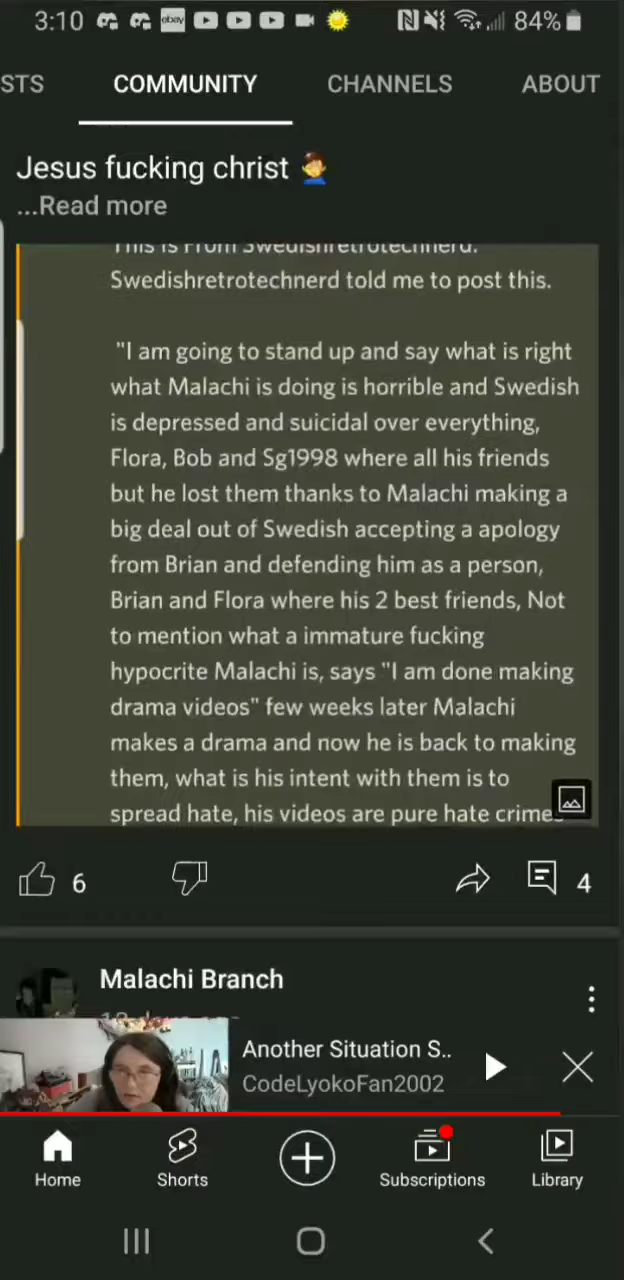 3:10 ebay 84%
STS COMMUNITY CHANNELS ABOUT
Jesus fucking christ
...Read more
This is From Swedishretrotechnerd.
Swedishretrotechnerd told me to post this.
"I am going to stand up and say what is right
what Malachi is doing is horrible and Swedish
is depressed and suicidal over everything,
Flora, Bob and Sg1998 where all his friends
but he lost them thanks to Malachi making a
big deal out of Swedish accepting a apology
from Brian and defending him as a person,
Brian and Flora where his 2 best friends, Not
to mention what a immature fucking
hypocrite Malachi is, says "I am done making
drama videos" few weeks later Malachi
makes a drama and now he is back to making
them, what is his intent with them is to
spread hate, his videos are pure hate crimes
6 4
Malachi Branch
Another Situation S..
CodeLyokoFan2002
Home Shorts Subscriptions Library